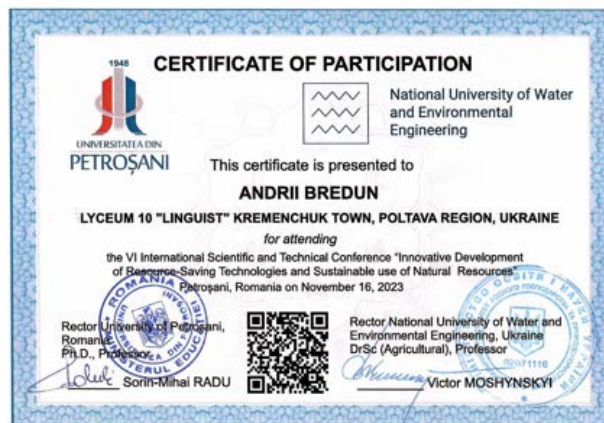 1948
CERTIFICATE OF PARTICIPATION
UNIVERSITATEA DIN
PETROȘANI
National University of Water
and Environmental
Engineering
This certificate is presented to
ANDRII BREDUN
LYCEUM 10 "LINGUIST" KREMENCHUK TOWN, POLTAVA REGION, UKRAINE
for attending
the VI International Scientific and Technical Conference "Innovative Development
of Resource-Saving Technologies and Sustainable use of Natural Resources"
Petroșani, Romania on November 16, 2023
Rector University of Petroșani,
Romania
Ph.D., Professor
Sorin-Mihai RADU
Rector National University of Water and
Environmental Engineering, Ukraine
DrSc (Agricultural), Professor
Victor MOSHYNSKYI
ROMANIA